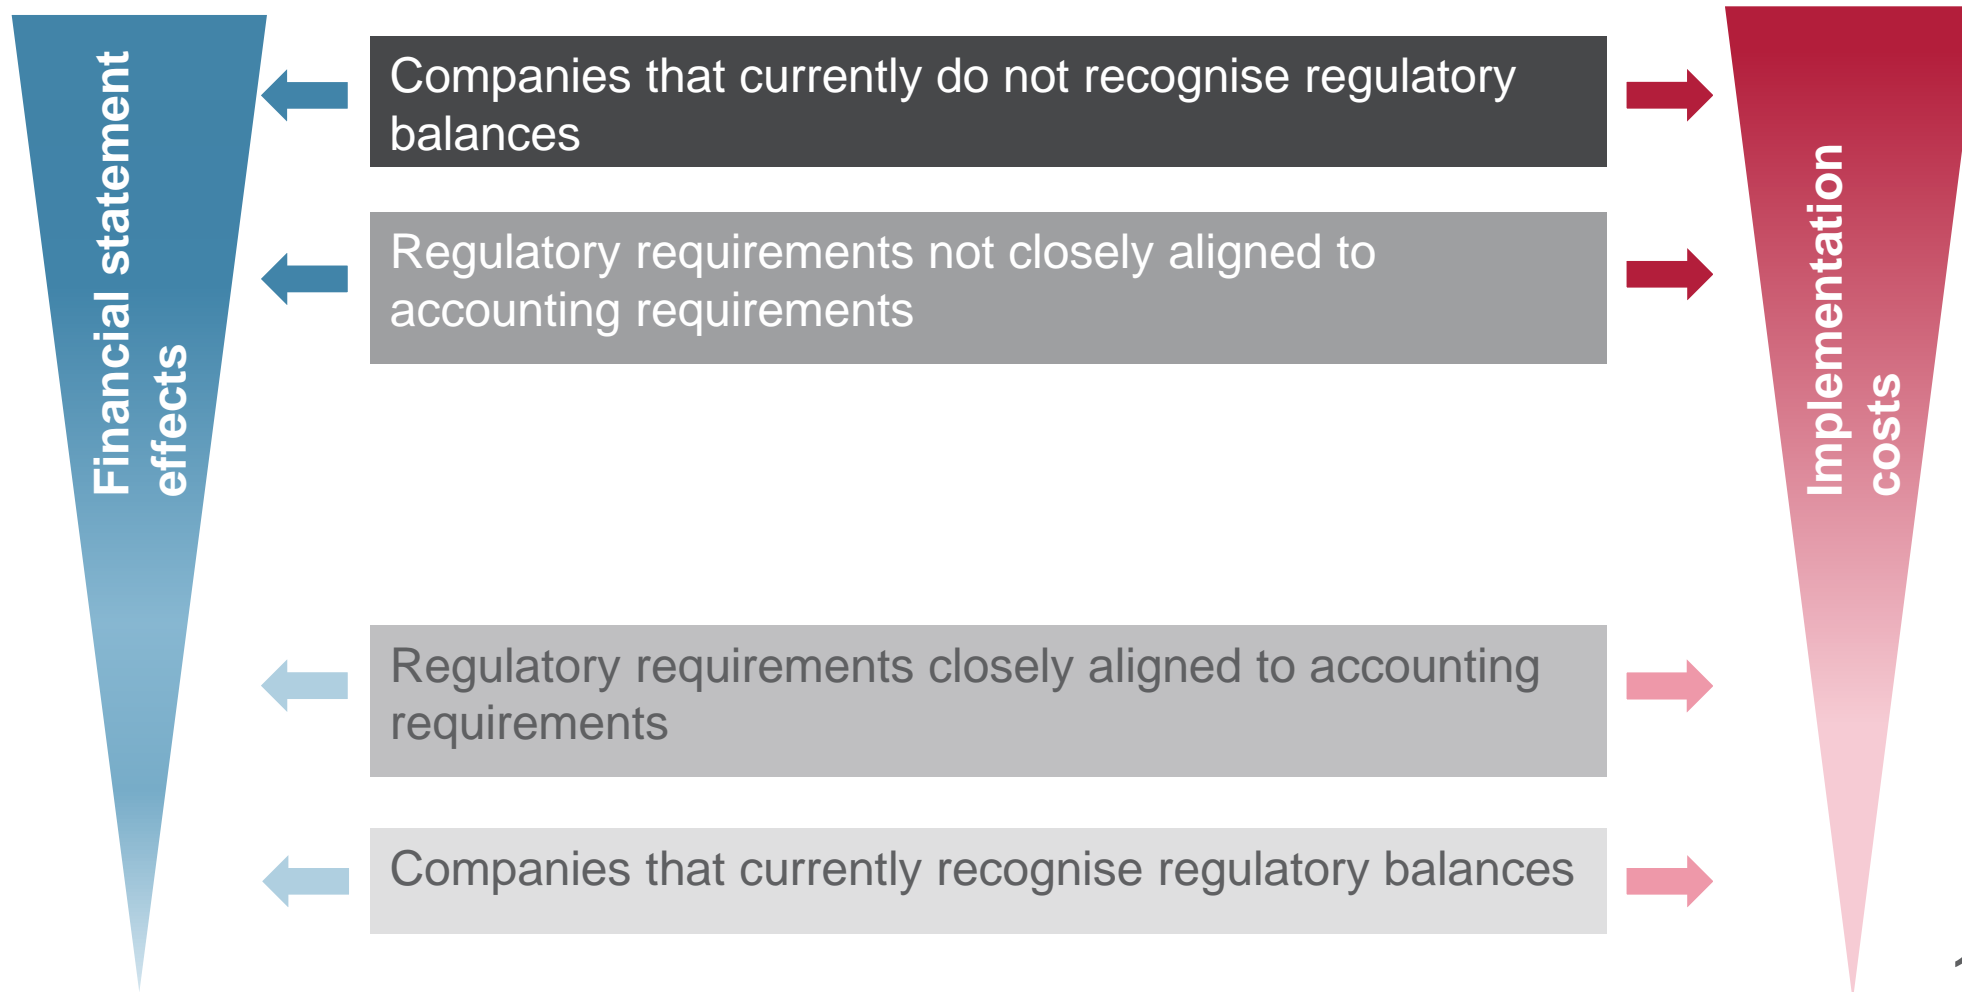 Financial statement
effects
Companies that currently do not recognise regulatory
balances
Regulatory requirements not closely aligned to
accounting requirements
Regulatory requirements closely aligned to accounting
requirements
Companies that currently recognise regulatory balances
Implementation
costs